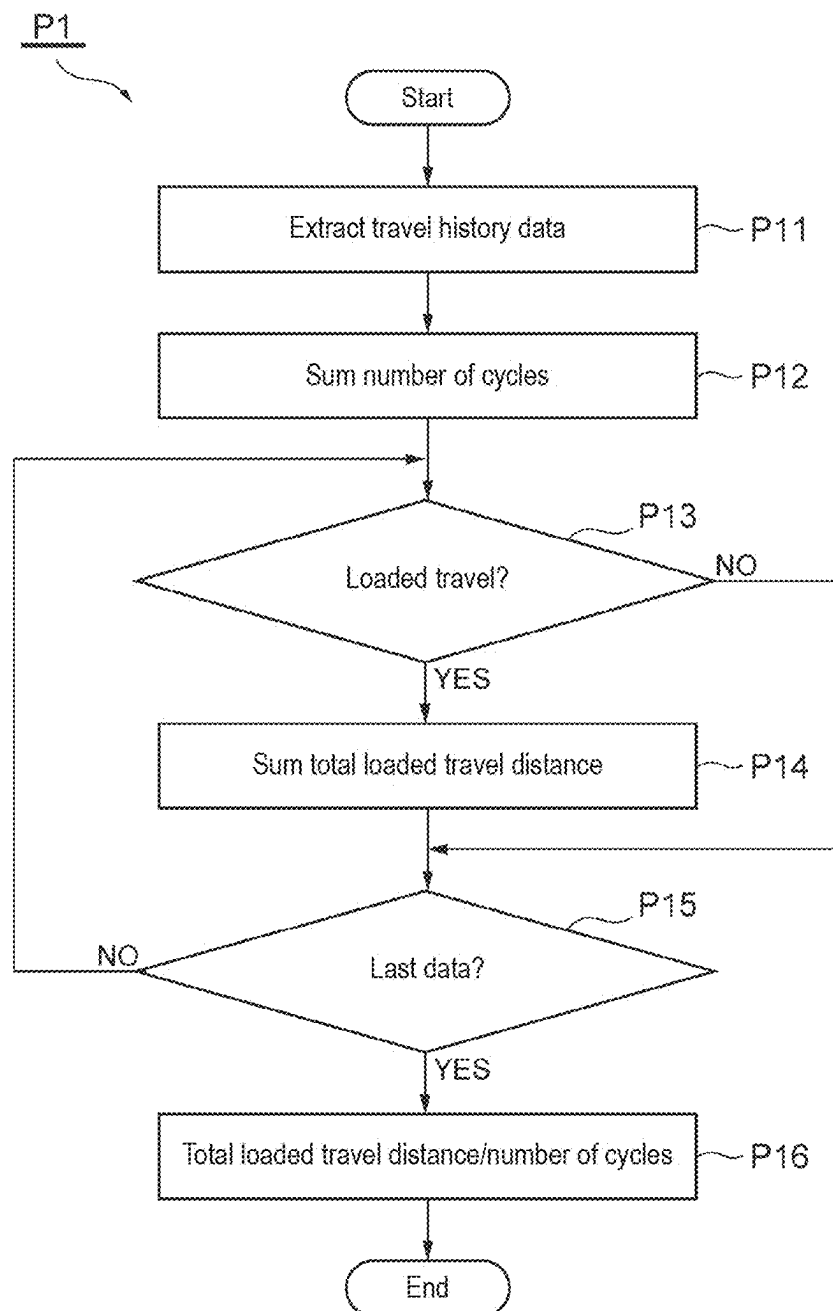 P1
Start
Extract travel history data
P11
Sum number of cycles
P12
P13
Loaded travel?
NO
YES
Sum total loaded travel distance
P14
P15
NO
Last data?
YES
Total loaded travel distance/number of cycles
P16
End